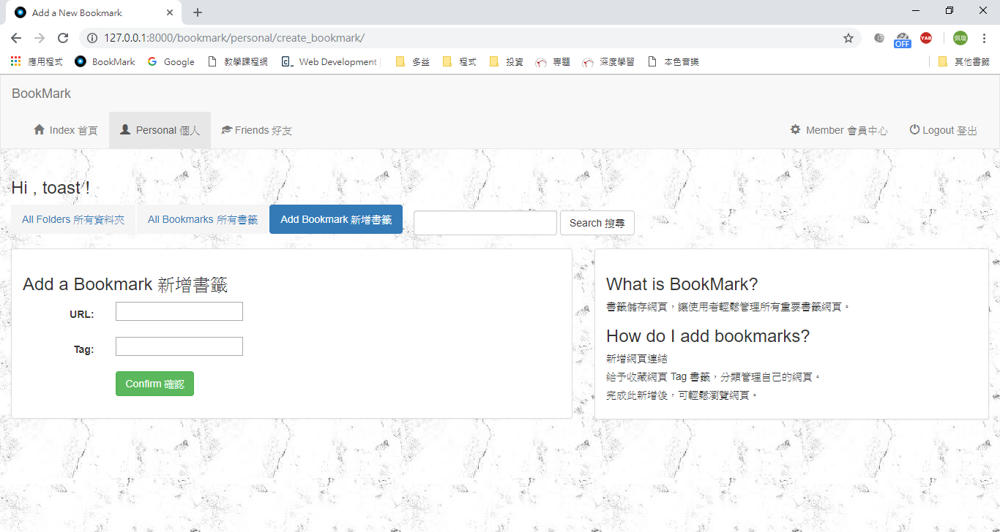 Add a New Bookmark
127.0.0.1:8000/bookmark/personal/create_bookmark/
OFF
YAB
佩璇
應用程式 BookMark Google 教學課程網 Web Development 多益 程式 投資 專題 深度學習 本色音樂 其他書籤
BookMark
Index 首頁 Personal 個人 Friends 好友 Member 會員中心 Logout 登出
Hi , toast !
All Folders 所有資料夾 All Bookmarks 所有書籤 Add Bookmark 新增書籤 Search 搜尋
Add a Bookmark 新增書籤
URL:
Tag:
Confirm 確認
What is BookMark?
書籤儲存網頁，讓使用者輕鬆管理所有重要書籤網頁。
How do I add bookmarks?
新增網頁連結
給予收藏網頁 Tag 書籤，分類管理自己的網頁。
完成此新增後，可輕鬆瀏覽網頁。